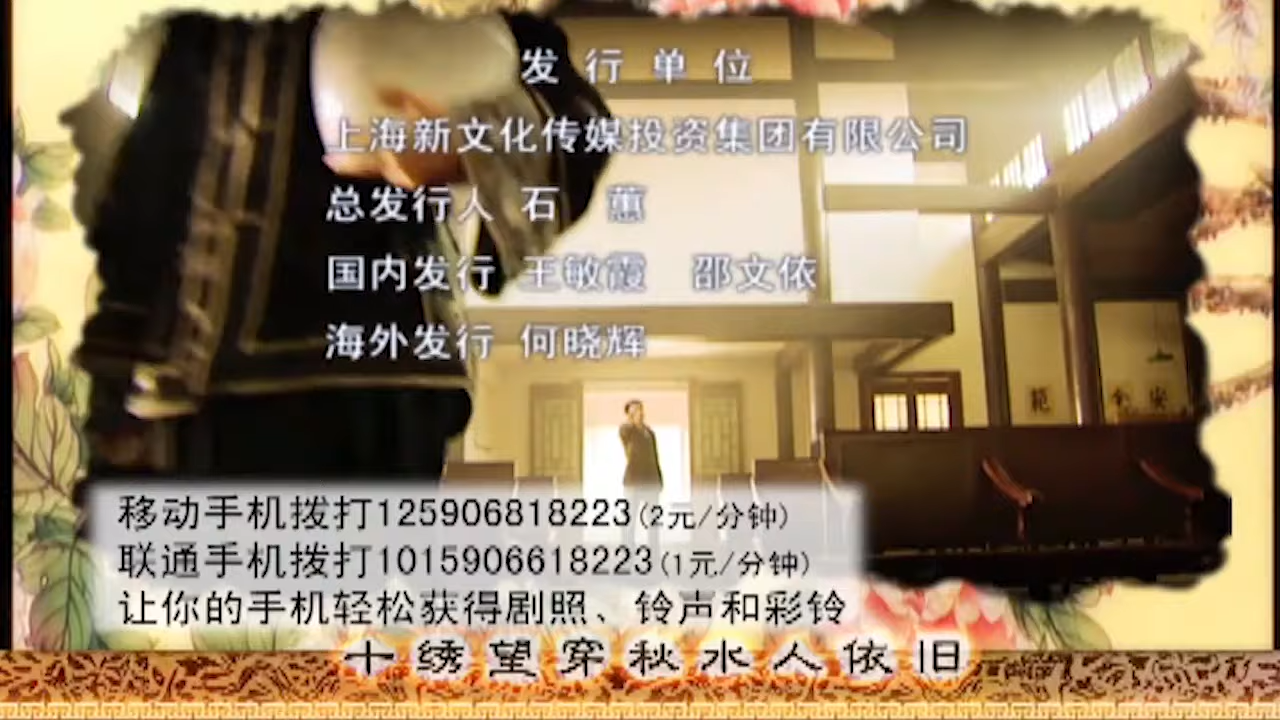 发行单位
上海新文化传媒投资集团有限公司
总发行人 石 蕙
国内发行 王敏霞 邵文依
海外发行 何晓辉
移动手机拨打125906818223(2元/分钟)
联通手机拨打1015906618223(1元/分钟)
让你的手机轻松获得剧照、铃声和彩铃
十绣望穿秋水人依旧